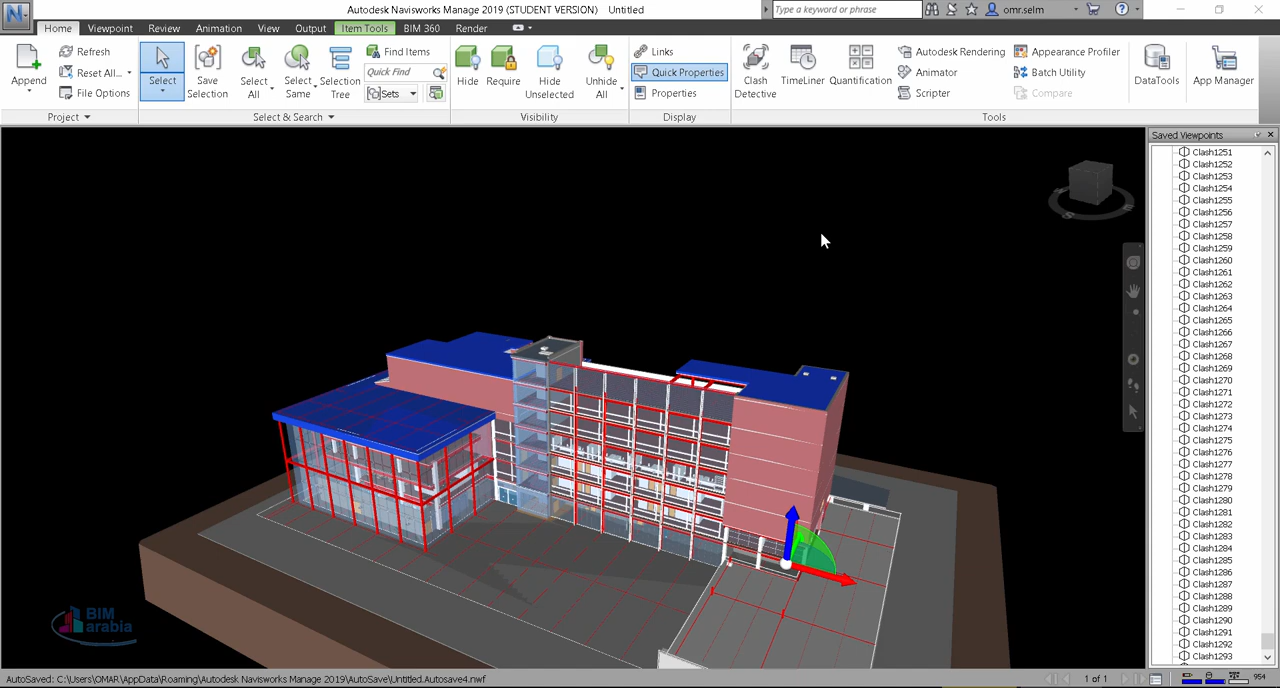 Autodesk Navisworks Manage 2019 (STUDENT VERSION) Untitled
Type a keyword or phrase
omr.selm
Home Viewpoint Review Animation View Output Item Tools BIM 360 Render
Append
Refresh
Reset All...
File Options
Project
Select
Save Selection
Select All
Select Same
Selection Tree
Find Items
Quick Find
Sets
Select & Search
Hide
Require
Hide Unselected
Unhide All
Visibility
Links
Quick Properties
Properties
Display
Clash Detective
TimeLiner
Quantification
Autodesk Rendering
Animator
Scripter
Appearance Profiler
Batch Utility
Compare
DataTools
App Manager
Tools
Saved Viewpoints
Clash1251
Clash1252
Clash1253
Clash1254
Clash1255
Clash1256
Clash1257
Clash1258
Clash1259
Clash1260
Clash1261
Clash1262
Clash1263
Clash1264
Clash1265
Clash1266
Clash1267
Clash1268
Clash1269
Clash1270
Clash1271
Clash1272
Clash1273
Clash1274
Clash1275
Clash1276
Clash1277
Clash1278
Clash1279
Clash1280
Clash1281
Clash1282
Clash1283
Clash1284
Clash1285
Clash1286
Clash1287
Clash1288
Clash1289
Clash1290
Clash1291
Clash1292
Clash1293
S
E
BIM
arabia
AutoSaved: C:\Users\OMAR\AppData\Roaming\Autodesk Navisworks Manage 2019\AutoSave\Untitled.Autosave4.nwf
1 of 1
954